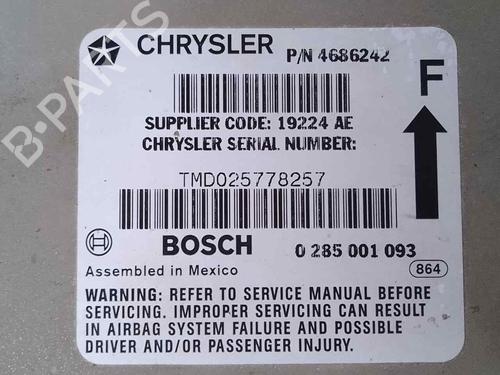 CHRYSLER P/N 4686242
F
SUPPLIER CODE: 19224 AE
CHRYSLER SERIAL NUMBER:
TMD025778257
BOSCH 0 285 001 093
Assembled in Mexico 864
WARNING: REFER TO SERVICE MANUAL BEFORE
SERVICING. IMPROPER SERVICING CAN RESULT
IN AIRBAG SYSTEM FAILURE AND POSSIBLE
DRIVER AND/OR PASSENGER INJURY.
B-PARTS